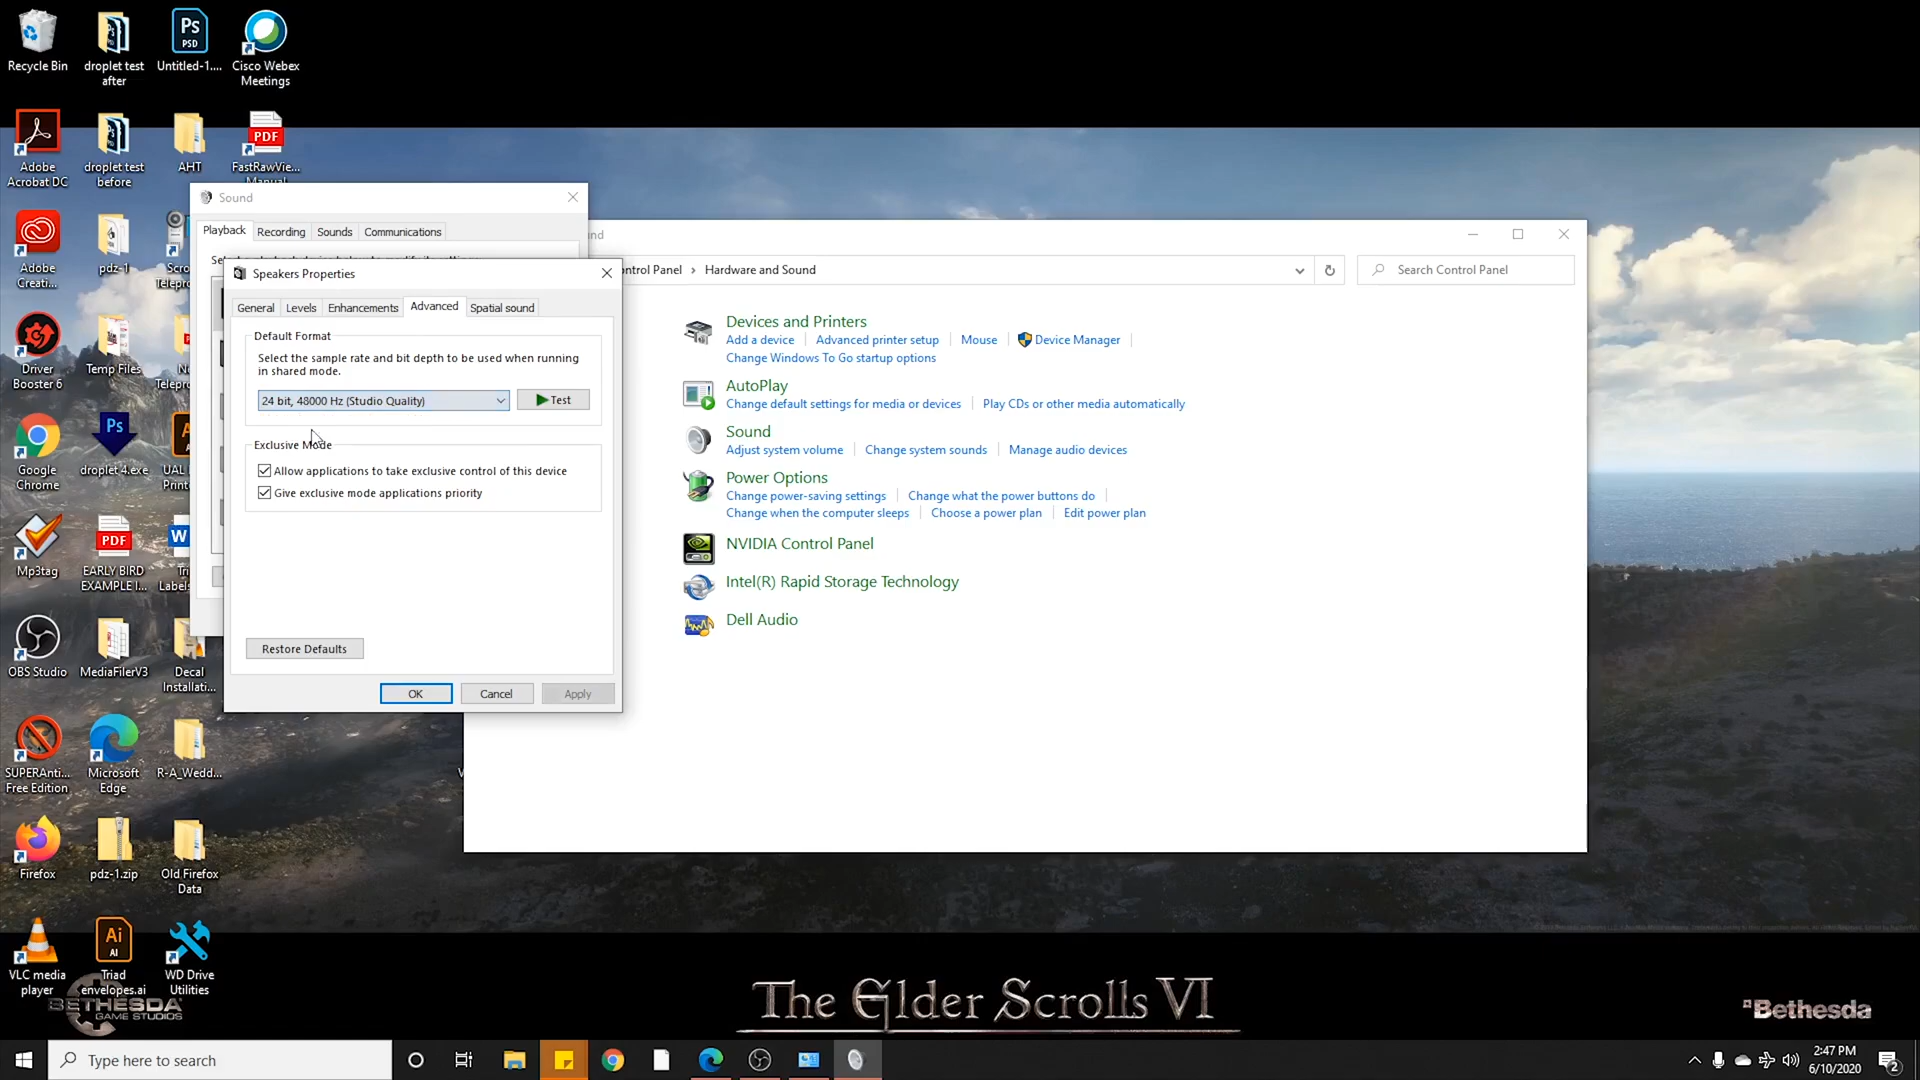 Recycle Bin
droplet test
after
Untitled-1....
Cisco Webex
Meetings
Adobe
Acrobat DC
droplet test
before
AHT
FastRawVie...
Adobe
Creati...
pdz-1
Driver
Booster 6
Temp Files
Google
Chrome
droplet 4.exe
Mp3tag
EARLY BIRD
EXAMPLE I...
OBS Studio
MediaFilerV3
Decal
Installati...
SUPERAnti...
Free Edition
Microsoft
Edge
R-A_Wedd...
Firefox
pdz-1.zip
Old Firefox
Data
VLC media
player
Triad
envelopes.ai
WD Drive
Utilities
Sound
Playback
Recording
Sounds
Communications
Speakers Properties
General
Levels
Enhancements
Advanced
Spatial sound
Default Format
Select the sample rate and bit depth to be used when running
in shared mode.
24 bit, 48000 Hz (Studio Quality)
Test
Exclusive Mode
Allow applications to take exclusive control of this device
Give exclusive mode applications priority
Restore Defaults
OK
Cancel
Apply
Hardware and Sound
Search Control Panel
Devices and Printers
Add a device
Advanced printer setup
Mouse
Device Manager
Change Windows To Go startup options
AutoPlay
Change default settings for media or devices
Play CDs or other media automatically
Sound
Adjust system volume
Change system sounds
Manage audio devices
Power Options
Change power-saving settings
Change what the power buttons do
Change when the computer sleeps
Choose a power plan
Edit power plan
NVIDIA Control Panel
Intel(R) Rapid Storage Technology
Dell Audio
BETHESDA
GAME STUDIOS
The Elder Scrolls VI
Bethesda
Type here to search
2:47 PM
6/10/2020
2